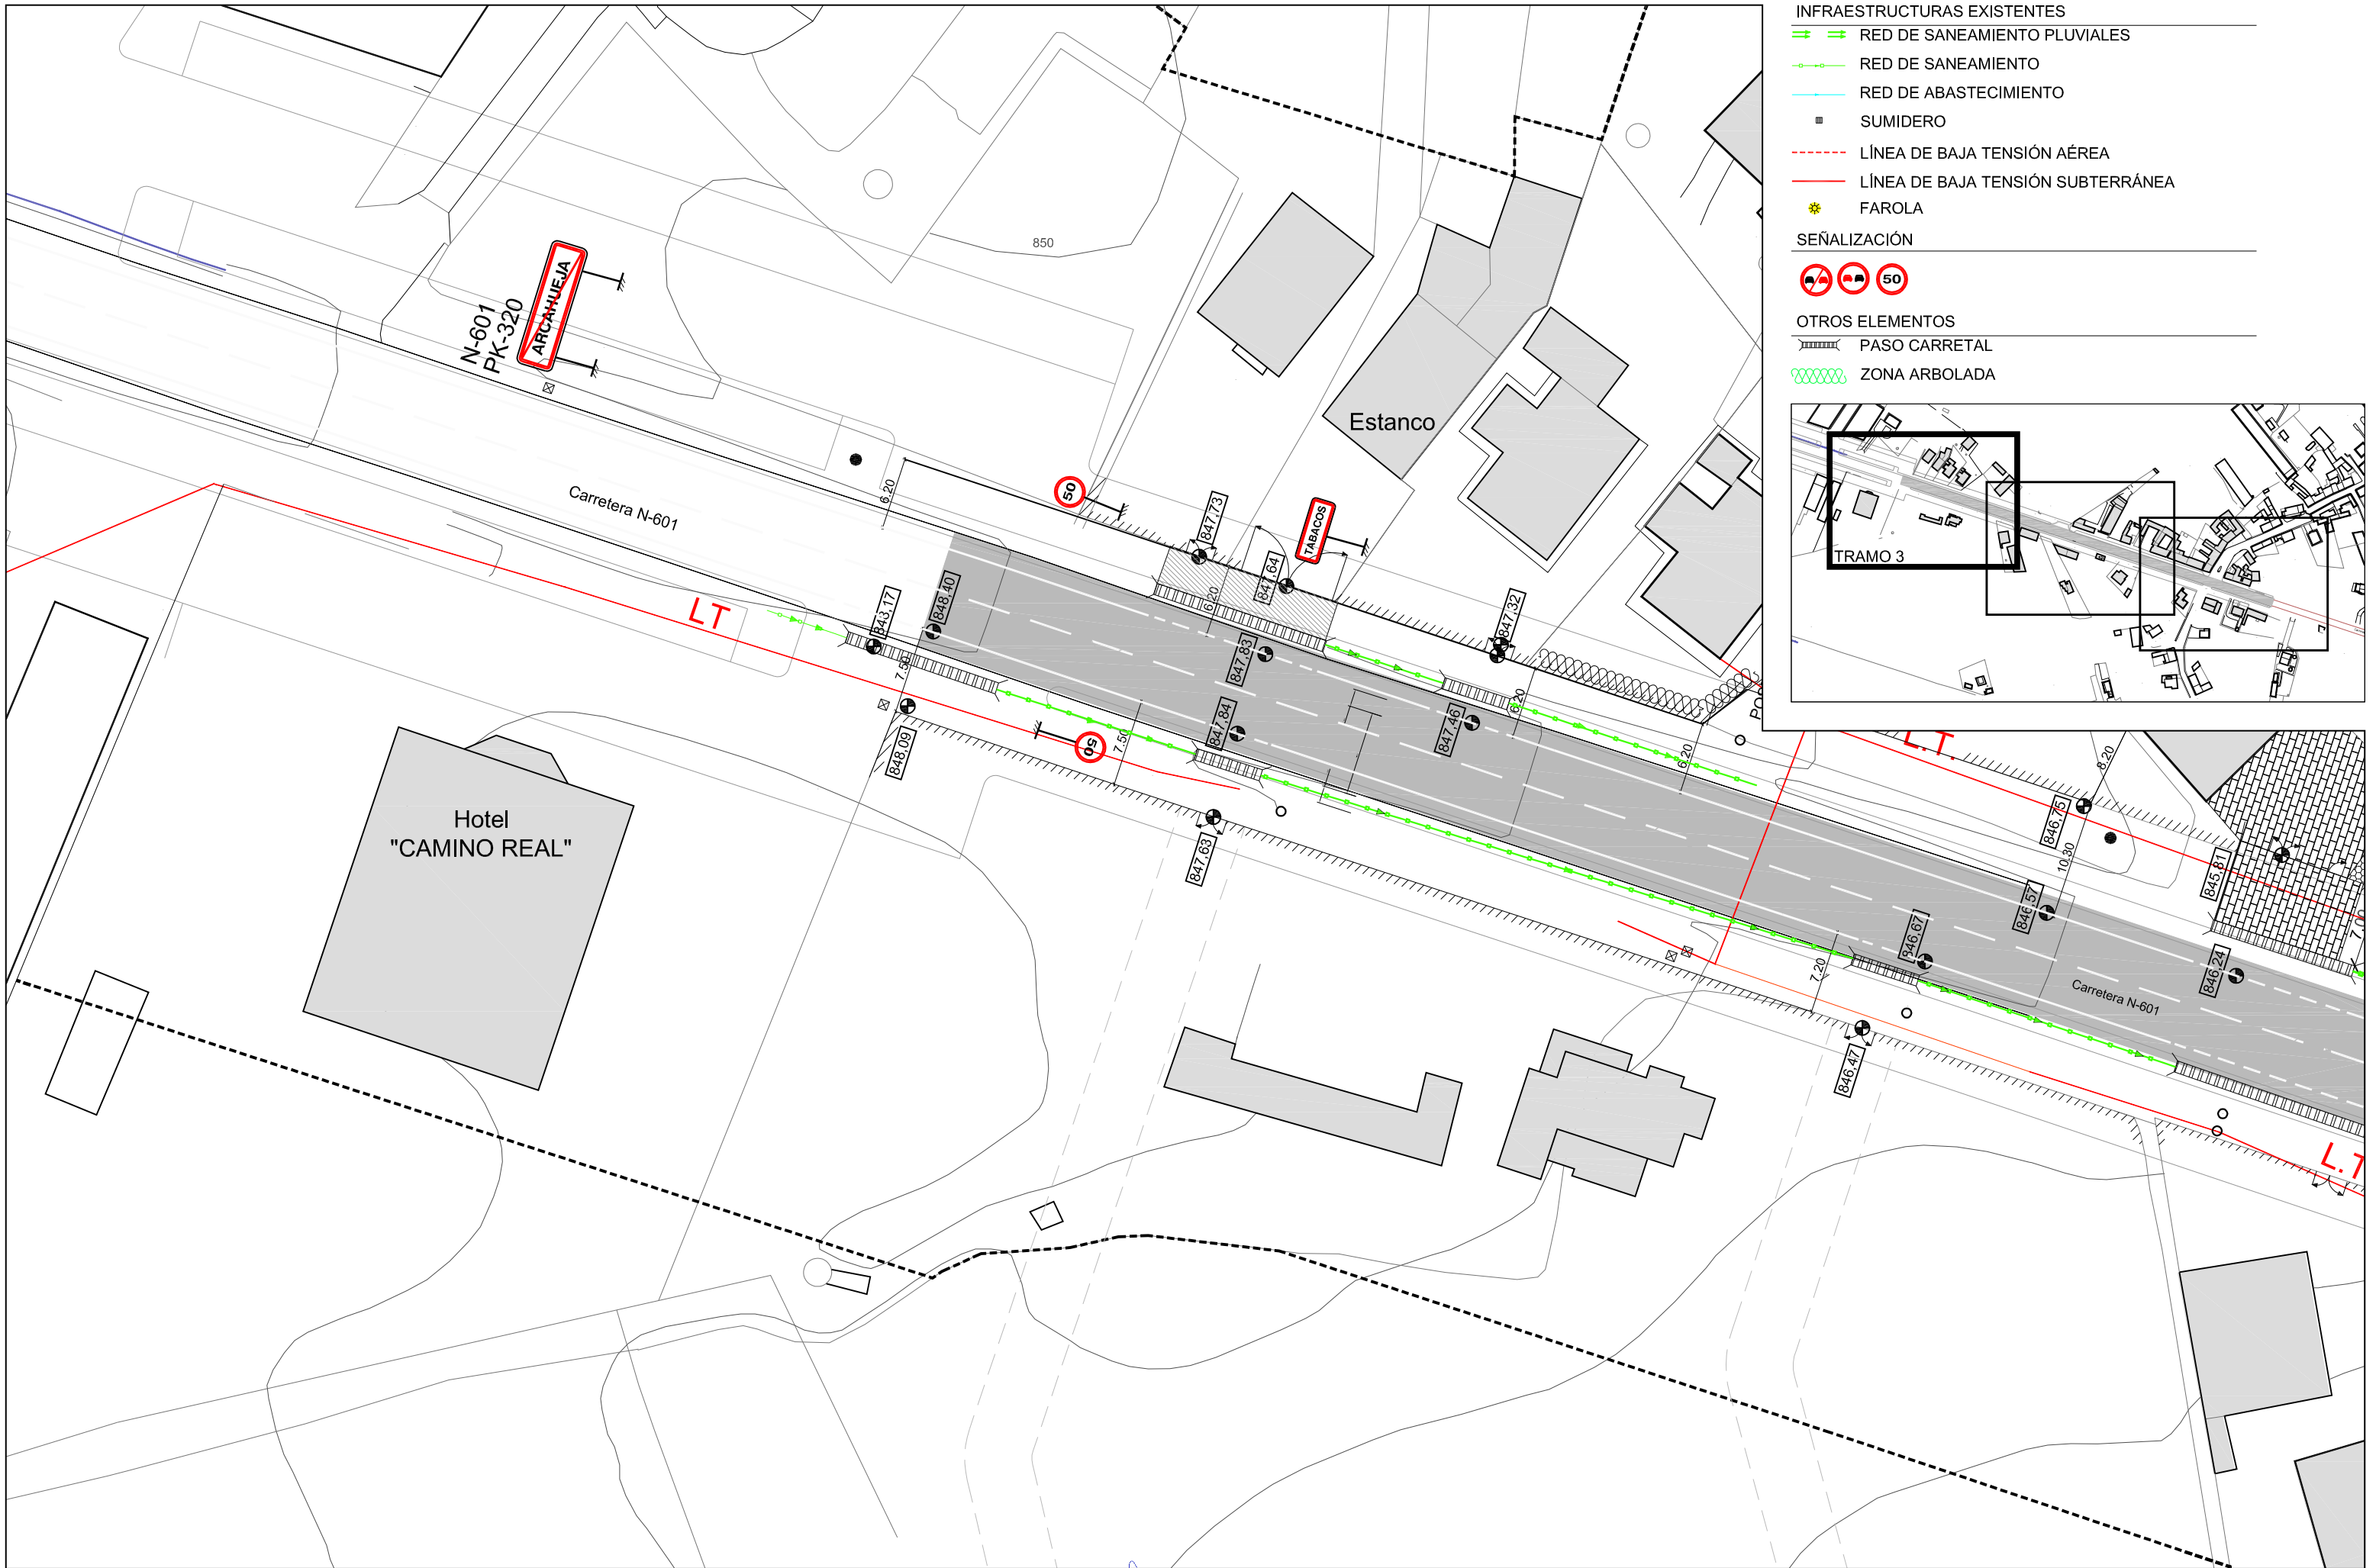 INFRAESTRUCTURAS EXISTENTES
RED DE SANEAMIENTO PLUVIALES
RED DE SANEAMIENTO
RED DE ABASTECIMIENTO
SUMIDERO
LÍNEA DE BAJA TENSIÓN AÉREA
LÍNEA DE BAJA TENSIÓN SUBTERRÁNEA
FAROLA
SEÑALIZACIÓN
50
OTROS ELEMENTOS
PASO CARRETAL
ZONA ARBOLADA
TRAMO 3
850
N-601
PK-320
ARCAHUEJA
Estanco
Carretera N-601
6.20
50
847,73
TABACOS
847,64
6.20
847,32
LT
843,17
848,40
7.50
847,83
847,84
847,46
6.20
6.20
848,09
50
7.50
847,63
L.T.
8.20
846,75
10.30
845,81
846,57
846,67
7.20
846,24
Carretera N-601
846,47
L.T
Hotel
"CAMINO REAL"